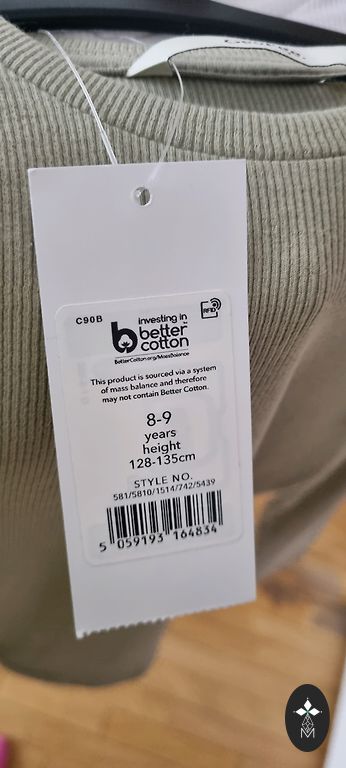 C90B
investing in
better
cotton
BetterCotton.org/MassBalance
RFID
This product is sourced via a system
of mass balance and therefore
may not contain Better Cotton.
8-9
years
height
128-135cm
STYLE NO.
581/5810/1514/742/5439
5 059193 164834
M